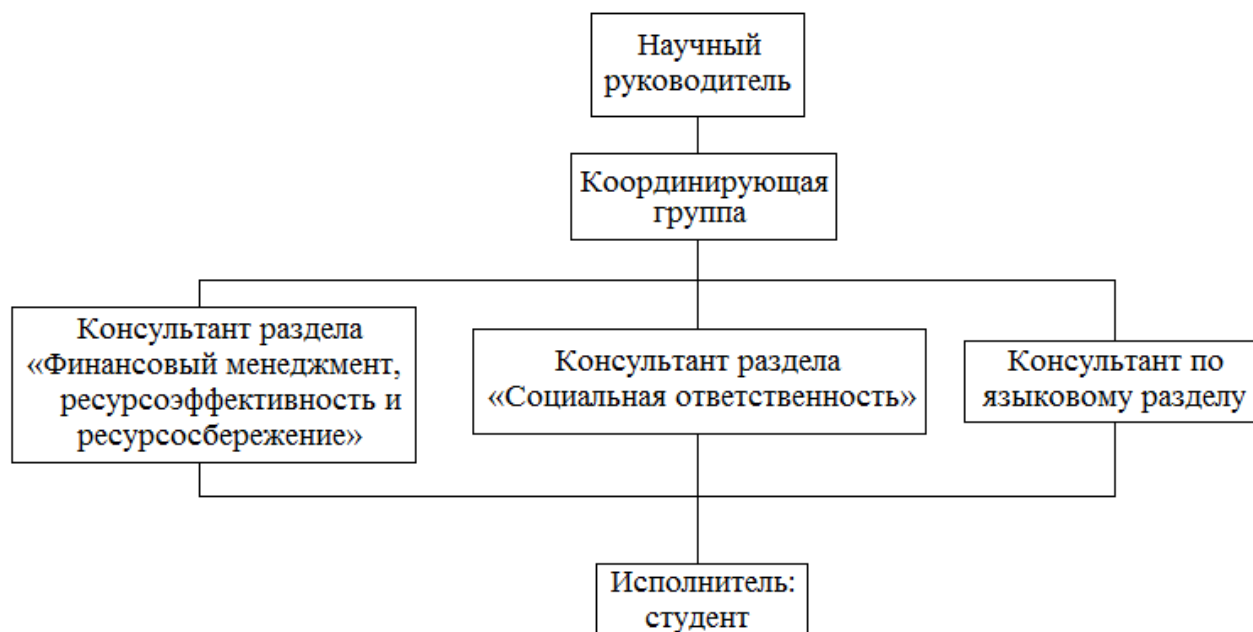 Научный
руководитель
Координирующая
группа
Консультант раздела
«Финансовый менеджмент,
ресурсоэффективность и
ресурсосбережение»
Консультант раздела
«Социальная ответственность»
Консультант по
языковому разделу
Исполнитель:
студент